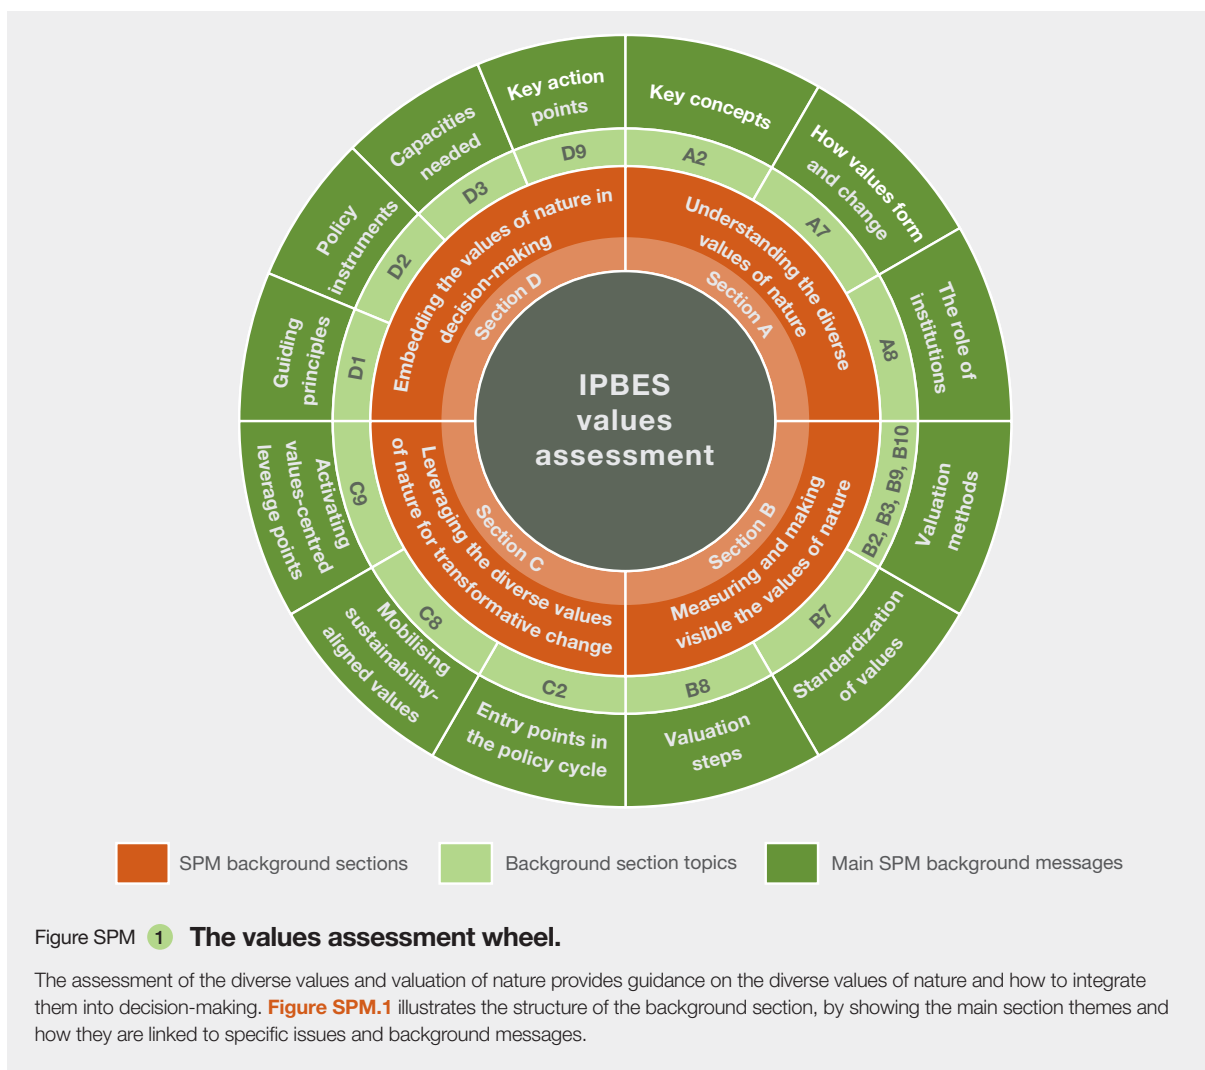 Key concepts
How values form
and change
The role of
institutions
Valuation
methods
Standardization
of values
Valuation
steps
Entry points in
the policy cycle
Mobilising
sustainability-
aligned values
Activating
values-centred
leverage points
Guiding
principles
Policy
instruments
Capacities
needed
Key action
points
A2
A7
A8
B2, B3, B9, B10
B7
B8
C2
C8
C9
D1
D2
D3
D9
Understanding the diverse
values of nature
Section A
Measuring and making
visible the values of nature
Section B
Leveraging the diverse values
of nature for transformative change
Section C
Embedding the values of nature in
decision-making
Section D
IPBES
values
assessment
SPM background sections
Background section topics
Main SPM background messages
Figure SPM 1 The values assessment wheel.
The assessment of the diverse values and valuation of nature provides guidance on the diverse values of nature and how to integrate
them into decision-making. Figure SPM.1 illustrates the structure of the background section, by showing the main section themes and
how they are linked to specific issues and background messages.